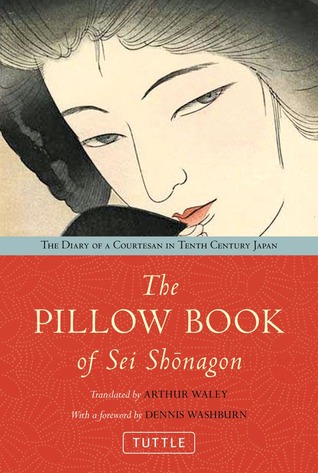 The Diary of a Courtesan in Tenth Century Japan
The
PILLOW BOOK
of Sei Shōnagon
Translated by ARTHUR WALEY
With a foreword by DENNIS WASHBURN
TUTTLE